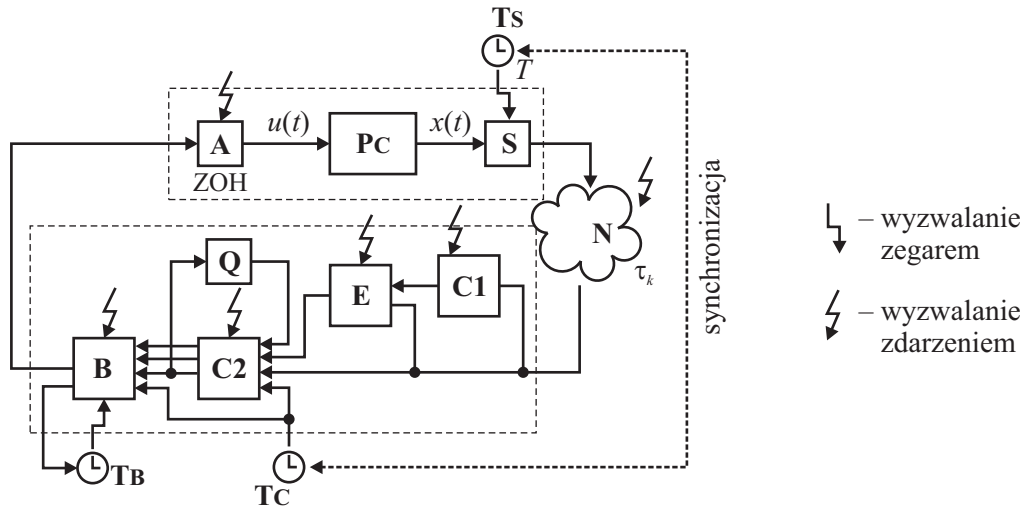 TS
T
u(t)
x(t)
A
PC
S
ZOH
N
τk
Q
E
C1
B
C2
TB
TC
synchronizacja
– wyzwalanie
zegarem
– wyzwalanie
zdarzeniem